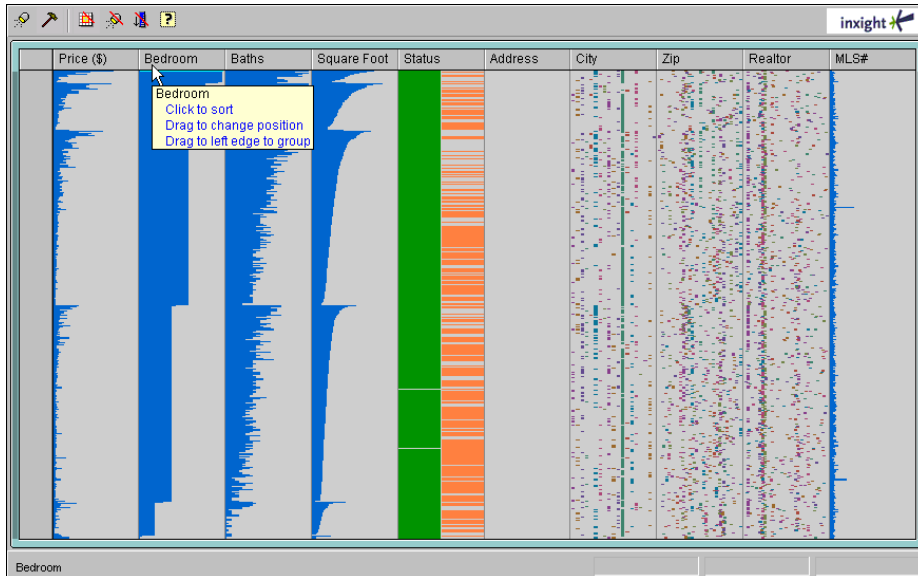 ?
inxight
Price ($) Bedroom Baths Square Foot Status Address City Zip Realtor MLS#
Bedroom
Click to sort
Drag to change position
Drag to left edge to group
Bedroom